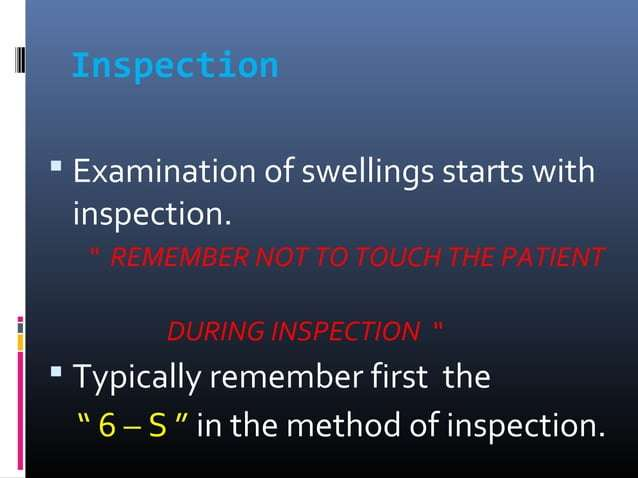 Inspection
▪ Examination of swellings starts with
inspection.
“ REMEMBER NOT TO TOUCH THE PATIENT
DURING INSPECTION “
▪ Typically remember first the
“ 6 – S ” in the method of inspection.